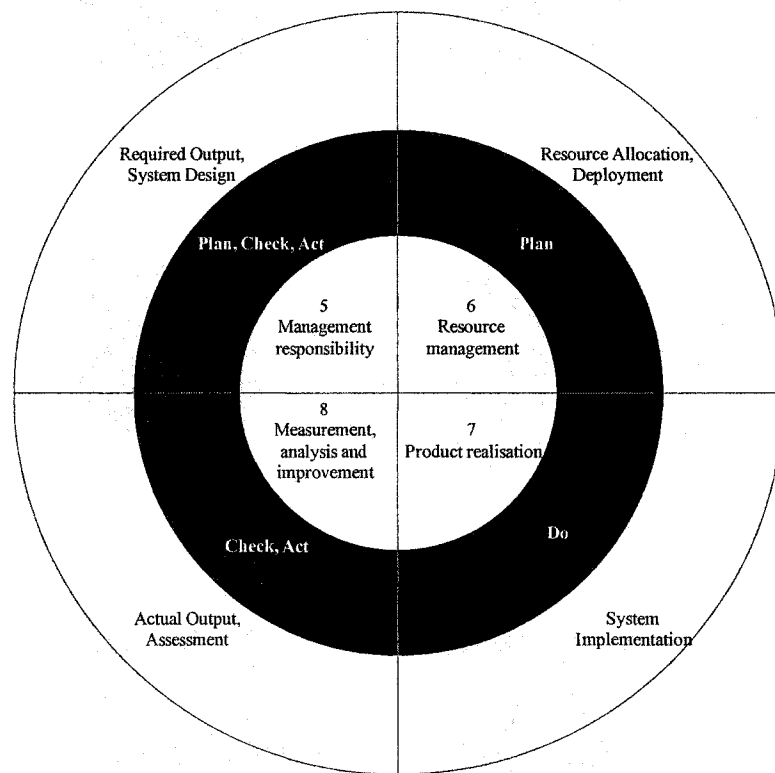 Required Output,
System Design
Resource Allocation,
Deployment
Plan, Check, Act
Plan
5
Management
responsibility
6
Resource
management
8
Measurement,
analysis and
improvement
7
Product realisation
Check, Act
Do
Actual Output,
Assessment
System
Implementation